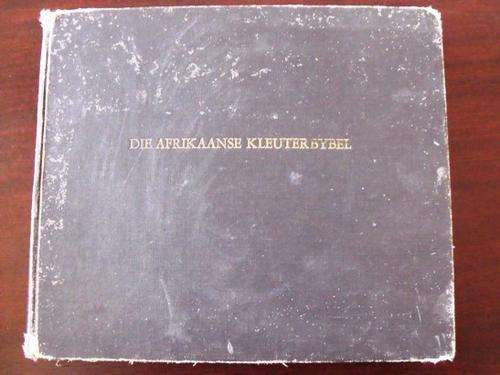 DIE AFRIKAANSE KLEUTERBYBEL